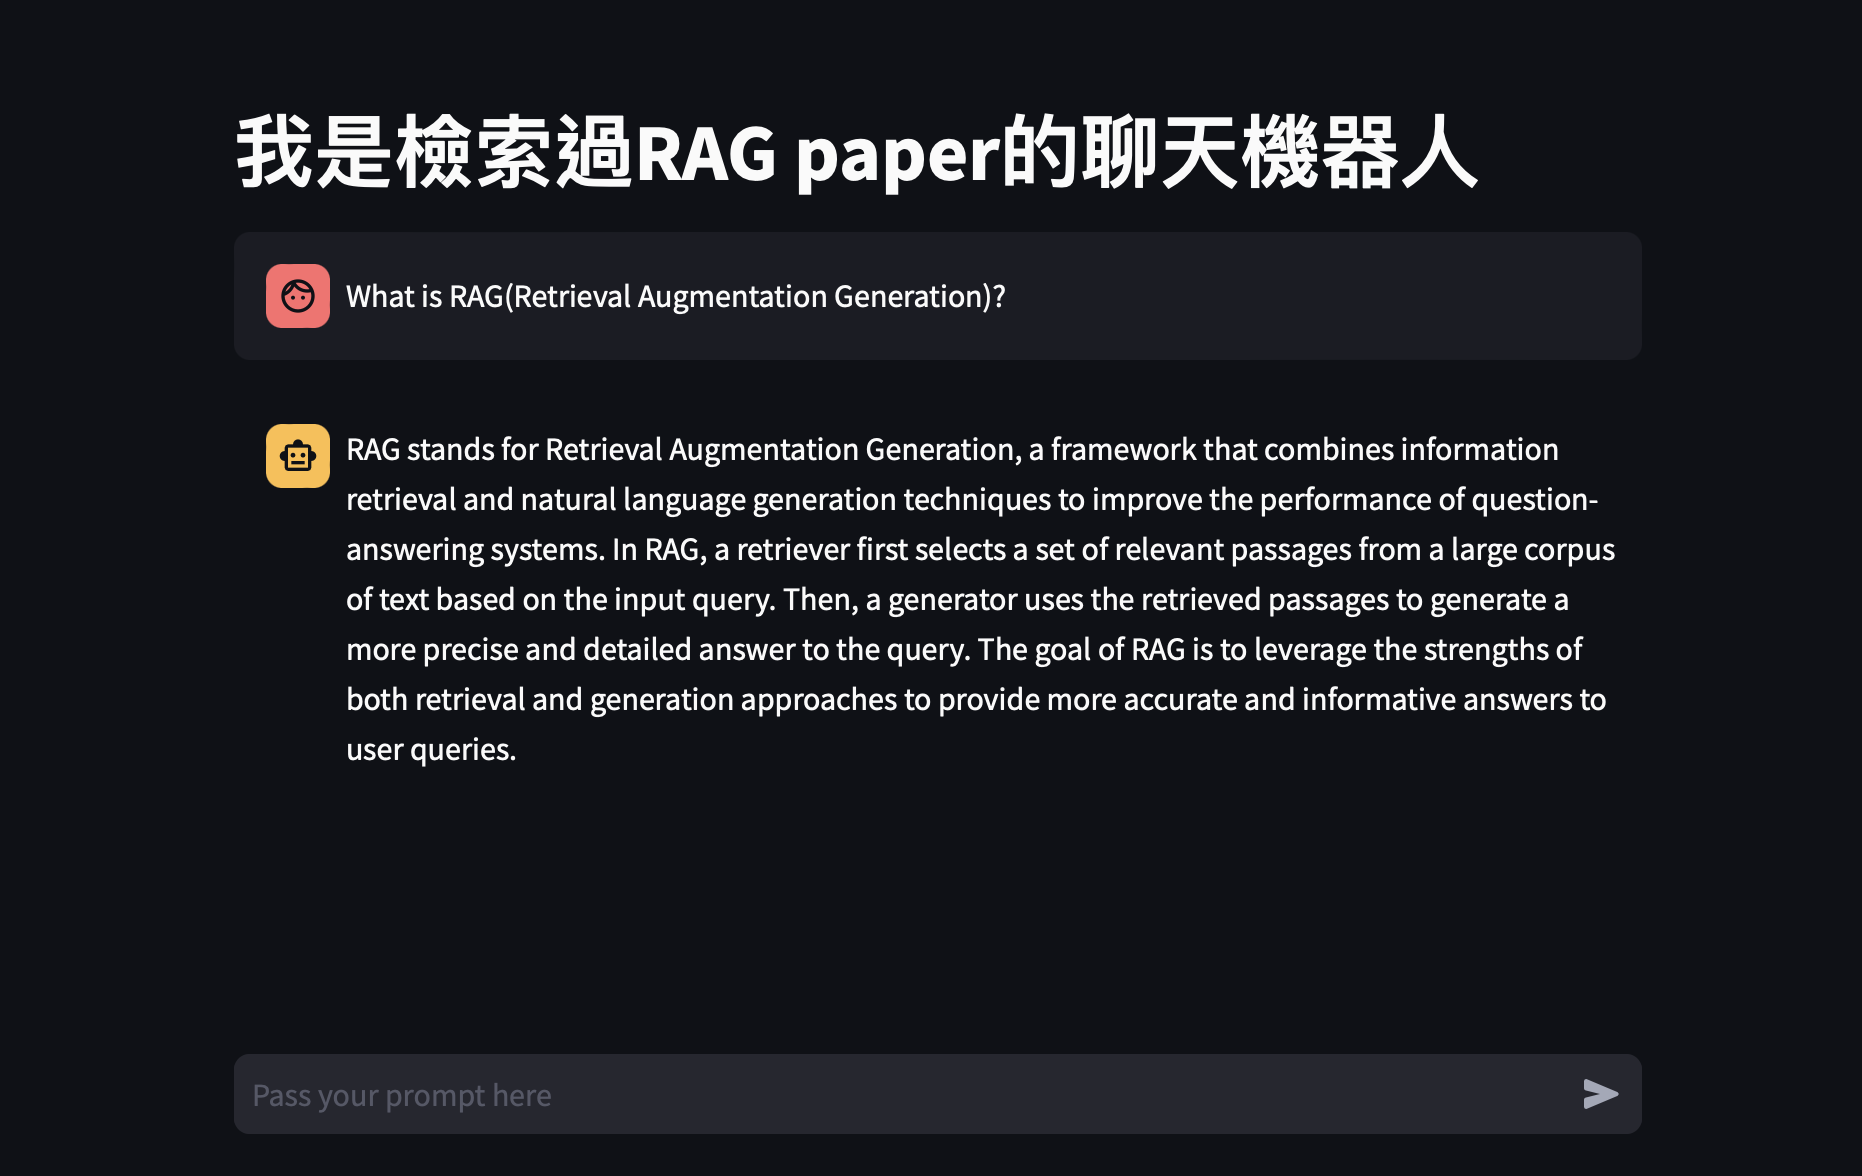 我是檢索過RAG paper的聊天機器人
What is RAG(Retrieval Augmentation Generation)?
RAG stands for Retrieval Augmentation Generation, a framework that combines information
retrieval and natural language generation techniques to improve the performance of question-
answering systems. In RAG, a retriever first selects a set of relevant passages from a large corpus
of text based on the input query. Then, a generator uses the retrieved passages to generate a
more precise and detailed answer to the query. The goal of RAG is to leverage the strengths of
both retrieval and generation approaches to provide more accurate and informative answers to
user queries.
Pass your prompt here